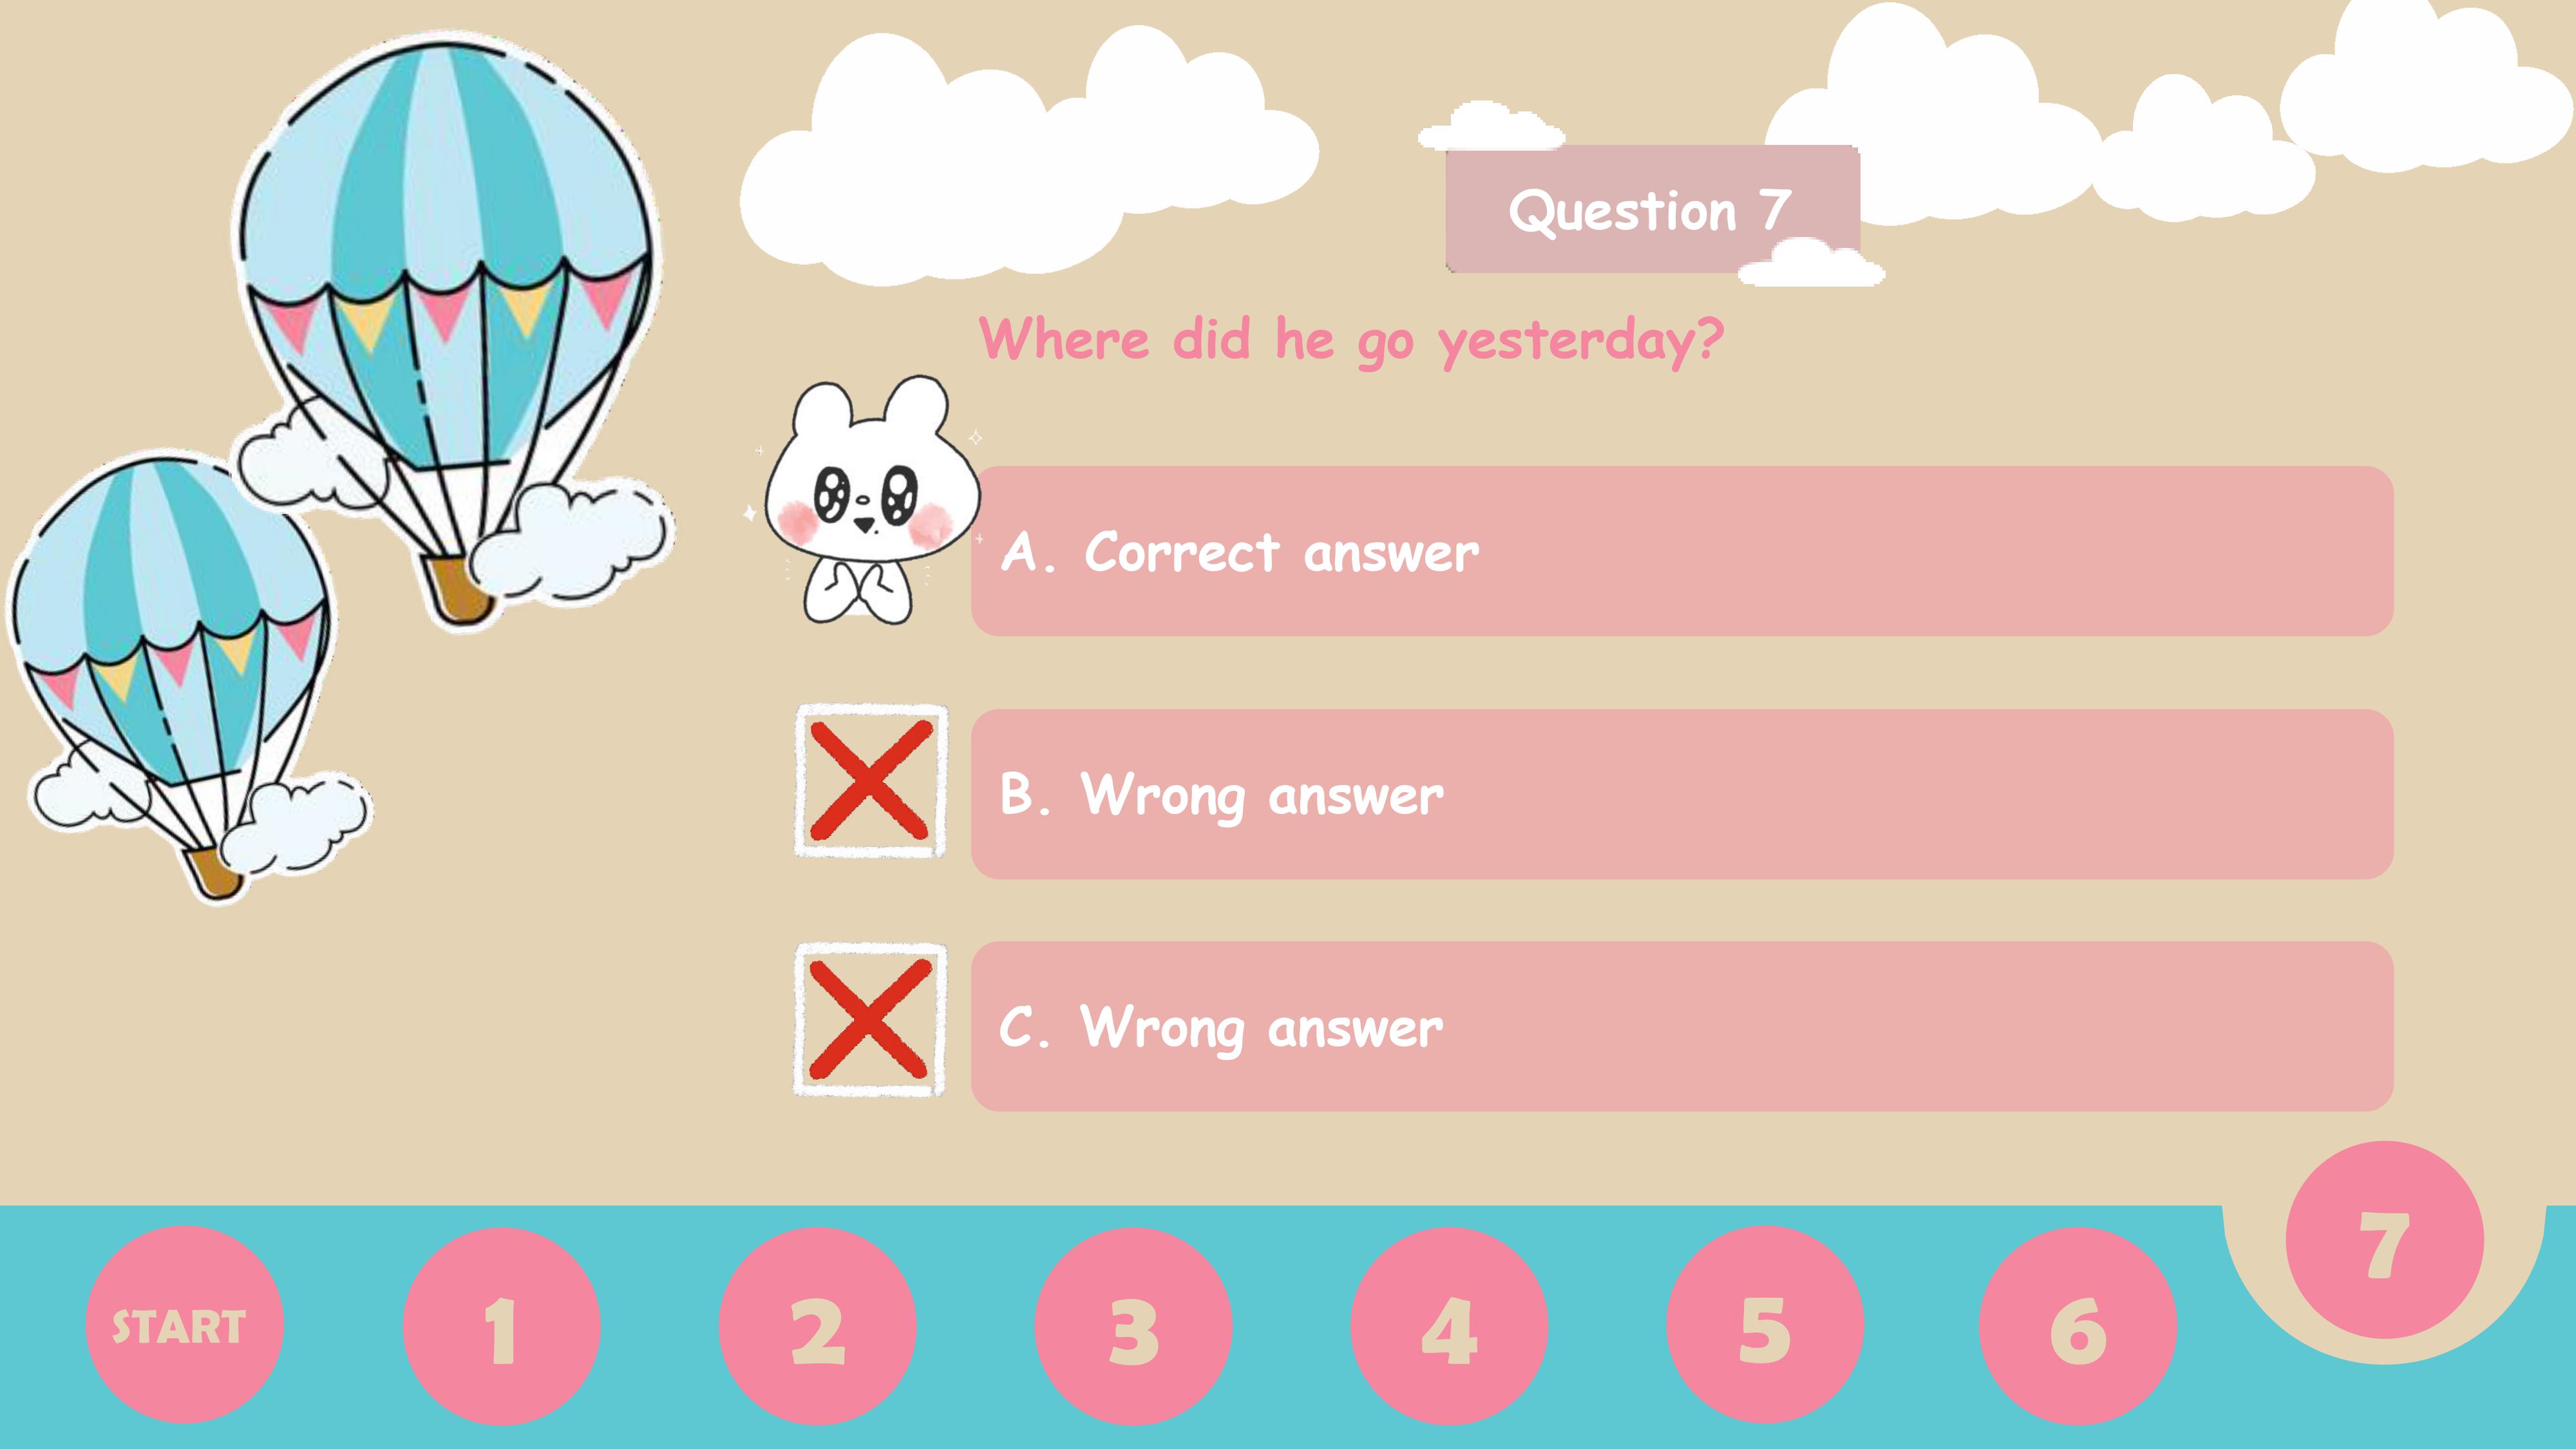 Question 7
Where did he go yesterday?
A. Correct answer
B. Wrong answer
C. Wrong answer
START 1 2 3 4 5 6 7